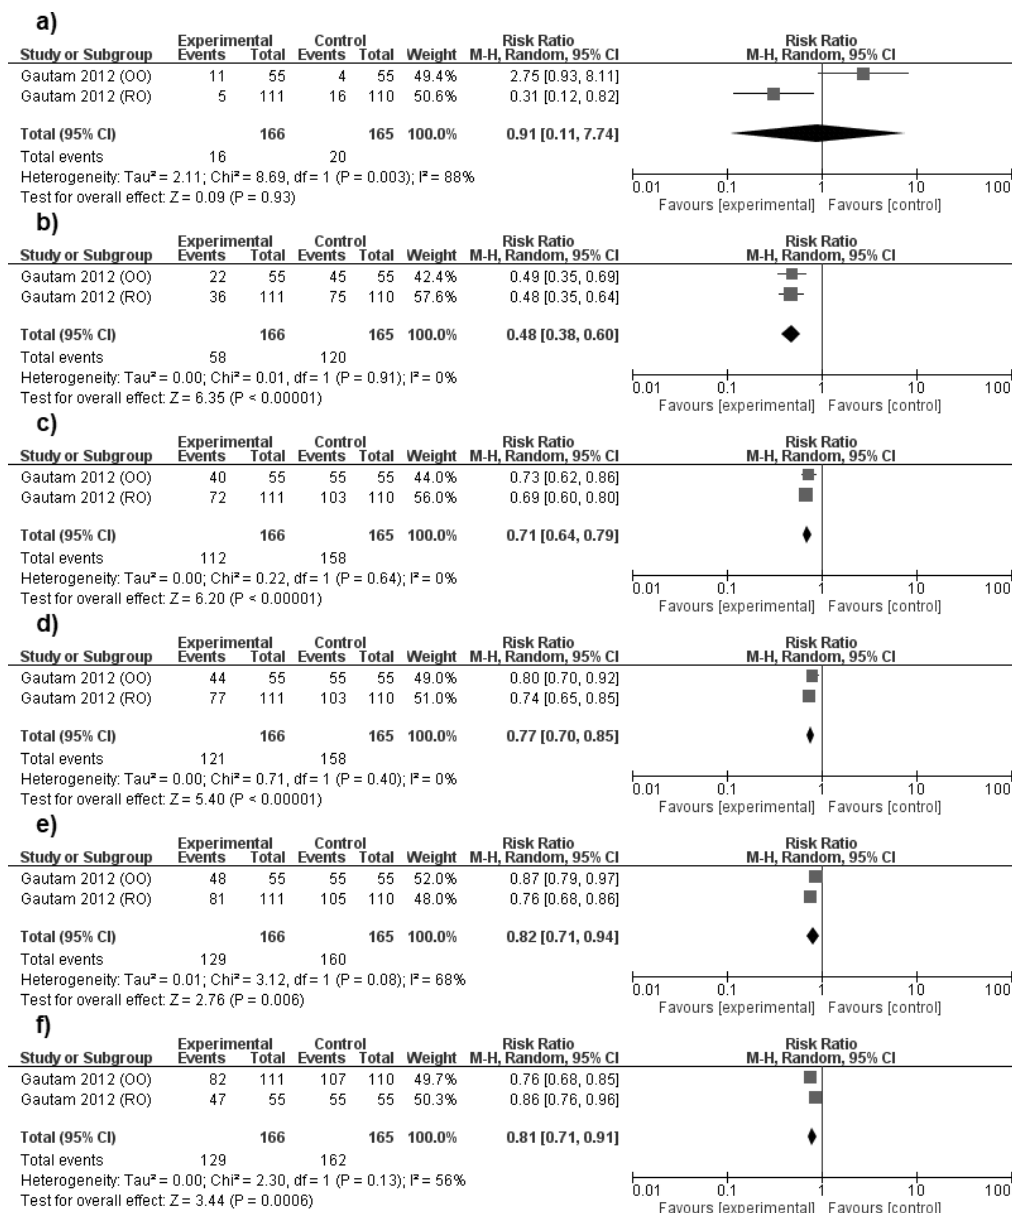 a)
Experimental Control Risk Ratio Risk Ratio
Study or Subgroup Events Total Events Total Weight M-H, Random, 95% CI M-H, Random, 95% CI
Gautam 2012 (OO) 11 55 4 55 49.4% 2.75 [0.93, 8.11]
Gautam 2012 (RO) 5 111 16 110 50.6% 0.31 [0.12, 0.82]
Total (95% CI) 166 165 100.0% 0.91 [0.11, 7.74]
Total events 16 20
Heterogeneity: Tau² = 2.11; Chi² = 8.69, df = 1 (P = 0.003); I² = 88%
Test for overall effect: Z = 0.09 (P = 0.93)
0.01 0.1 1 10 100
Favours [experimental] Favours [control]
b)
Experimental Control Risk Ratio Risk Ratio
Study or Subgroup Events Total Events Total Weight M-H, Random, 95% CI M-H, Random, 95% CI
Gautam 2012 (OO) 22 55 45 55 42.4% 0.49 [0.35, 0.69]
Gautam 2012 (RO) 36 111 75 110 57.6% 0.48 [0.35, 0.64]
Total (95% CI) 166 165 100.0% 0.48 [0.38, 0.60]
Total events 58 120
Heterogeneity: Tau² = 0.00; Chi² = 0.01, df = 1 (P = 0.91); I² = 0%
Test for overall effect: Z = 6.35 (P < 0.00001)
0.01 0.1 1 10 100
Favours [experimental] Favours [control]
c)
Experimental Control Risk Ratio Risk Ratio
Study or Subgroup Events Total Events Total Weight M-H, Random, 95% CI M-H, Random, 95% CI
Gautam 2012 (OO) 40 55 55 55 44.0% 0.73 [0.62, 0.86]
Gautam 2012 (RO) 72 111 103 110 56.0% 0.69 [0.60, 0.80]
Total (95% CI) 166 165 100.0% 0.71 [0.64, 0.79]
Total events 112 158
Heterogeneity: Tau² = 0.00; Chi² = 0.22, df = 1 (P = 0.64); I² = 0%
Test for overall effect: Z = 6.20 (P < 0.00001)
0.01 0.1 1 10 100
Favours [experimental] Favours [control]
d)
Experimental Control Risk Ratio Risk Ratio
Study or Subgroup Events Total Events Total Weight M-H, Random, 95% CI M-H, Random, 95% CI
Gautam 2012 (OO) 44 55 55 55 49.0% 0.80 [0.70, 0.92]
Gautam 2012 (RO) 77 111 103 110 51.0% 0.74 [0.65, 0.85]
Total (95% CI) 166 165 100.0% 0.77 [0.70, 0.85]
Total events 121 158
Heterogeneity: Tau² = 0.00; Chi² = 0.71, df = 1 (P = 0.40); I² = 0%
Test for overall effect: Z = 5.40 (P < 0.00001)
0.01 0.1 1 10 100
Favours [experimental] Favours [control]
e)
Experimental Control Risk Ratio Risk Ratio
Study or Subgroup Events Total Events Total Weight M-H, Random, 95% CI M-H, Random, 95% CI
Gautam 2012 (OO) 48 55 55 55 52.0% 0.87 [0.79, 0.97]
Gautam 2012 (RO) 81 111 105 110 48.0% 0.76 [0.68, 0.86]
Total (95% CI) 166 165 100.0% 0.82 [0.71, 0.94]
Total events 129 160
Heterogeneity: Tau² = 0.01; Chi² = 3.12, df = 1 (P = 0.08); I² = 68%
Test for overall effect: Z = 2.76 (P = 0.006)
0.01 0.1 1 10 100
Favours [experimental] Favours [control]
f)
Experimental Control Risk Ratio Risk Ratio
Study or Subgroup Events Total Events Total Weight M-H, Random, 95% CI M-H, Random, 95% CI
Gautam 2012 (OO) 82 111 107 110 49.7% 0.76 [0.68, 0.85]
Gautam 2012 (RO) 47 55 55 55 50.3% 0.86 [0.76, 0.96]
Total (95% CI) 166 165 100.0% 0.81 [0.71, 0.91]
Total events 129 162
Heterogeneity: Tau² = 0.00; Chi² = 2.30, df = 1 (P = 0.13); I² = 56%
Test for overall effect: Z = 3.44 (P = 0.0006)
0.01 0.1 1 10 100
Favours [experimental] Favours [control]